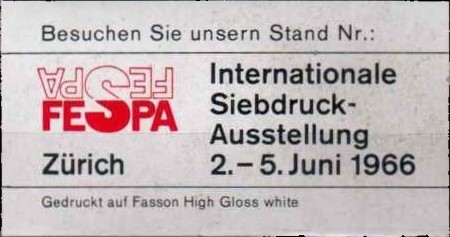 Besuchen Sie unsern Stand Nr.:
FESPA
FESPA
Internationale
Siebdruck-
Ausstellung
Zürich
2. – 5. Juni 1966
Gedruckt auf Fasson High Gloss white